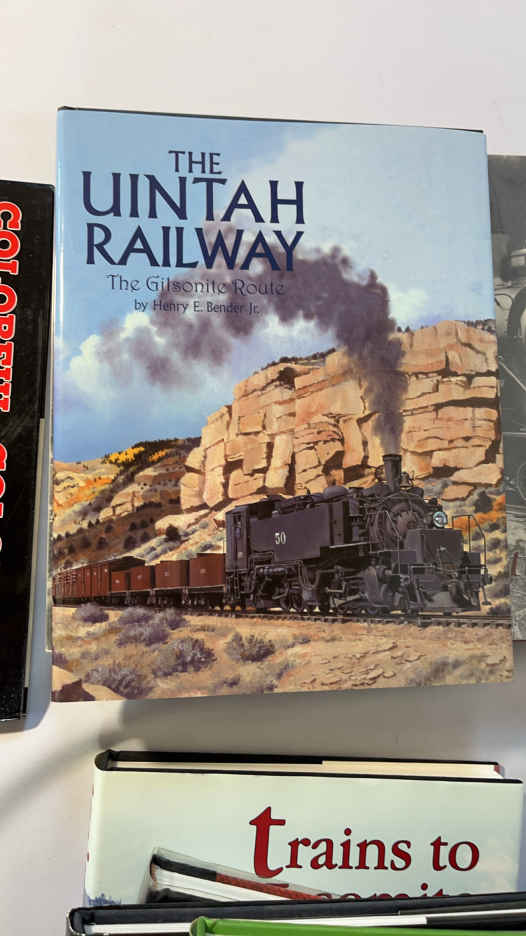 THE
UINTAH
RAILWAY
The Gilsonite Route
by Henry E. Bender Jr.
50
trains to